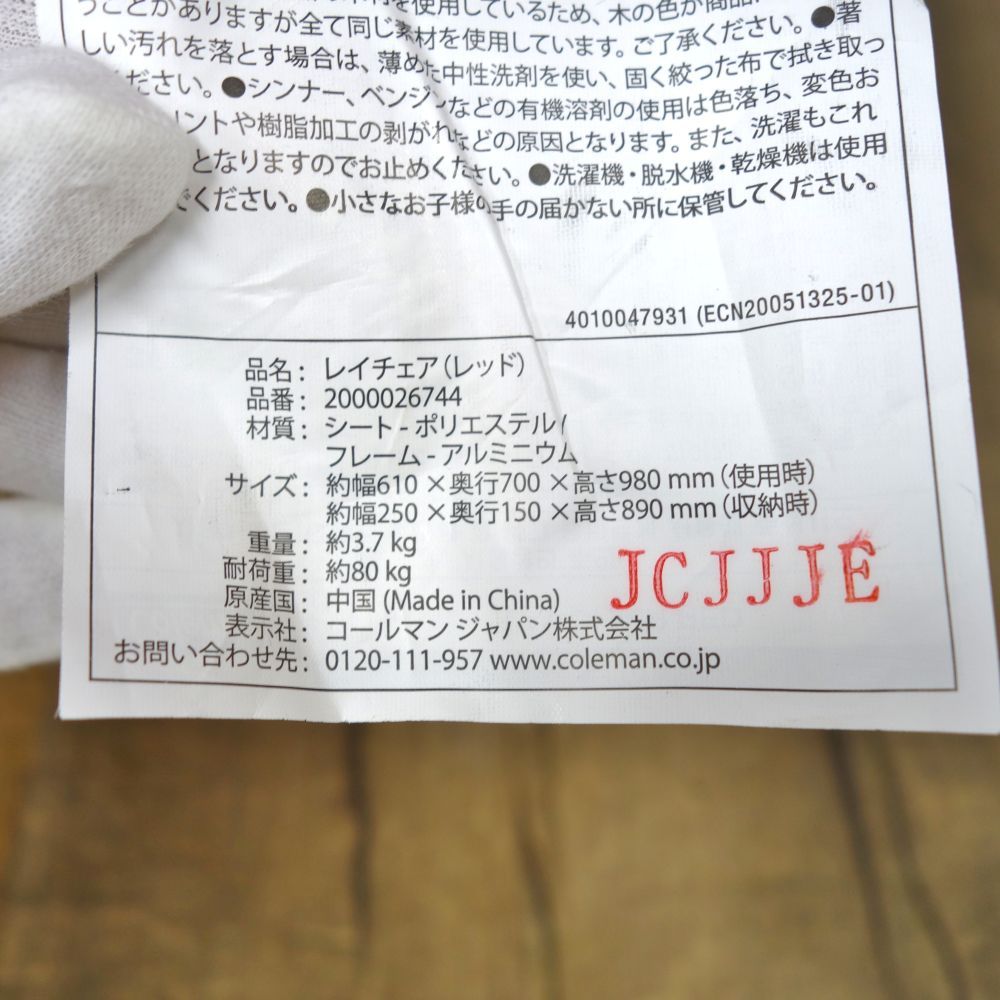 うことがありますが全て同じ素材を使用しています。ご了承ください。●著
しい汚れを落とす場合は、薄めた中性洗剤を使い、固く絞った布で拭き取っ
ください。●シンナー、ベンジンなどの有機溶剤の使用は色落ち、変色お
リントや樹脂加工の剥がれなどの原因となります。また、洗濯もこれ
となりますのでお止めください。●洗濯機・脱水機・乾燥機は使用
でください。●小さなお子様の手の届かない所に保管してください。
4010047931 (ECN20051325-01)
品名： レイチェア（レッド）
品番： 2000026744
材質： シート - ポリエステル /
フレーム - アルミニウム
サイズ： 約幅610 × 奥行700 × 高さ980 mm（使用時）
約幅250 × 奥行150 × 高さ890 mm（収納時）
重量： 約3.7 kg
耐荷重： 約80 kg
原産国： 中国 (Made in China)
表示社： コールマン ジャパン株式会社
お問い合わせ先： 0120-111-957 www.coleman.co.jp
JCJJJE